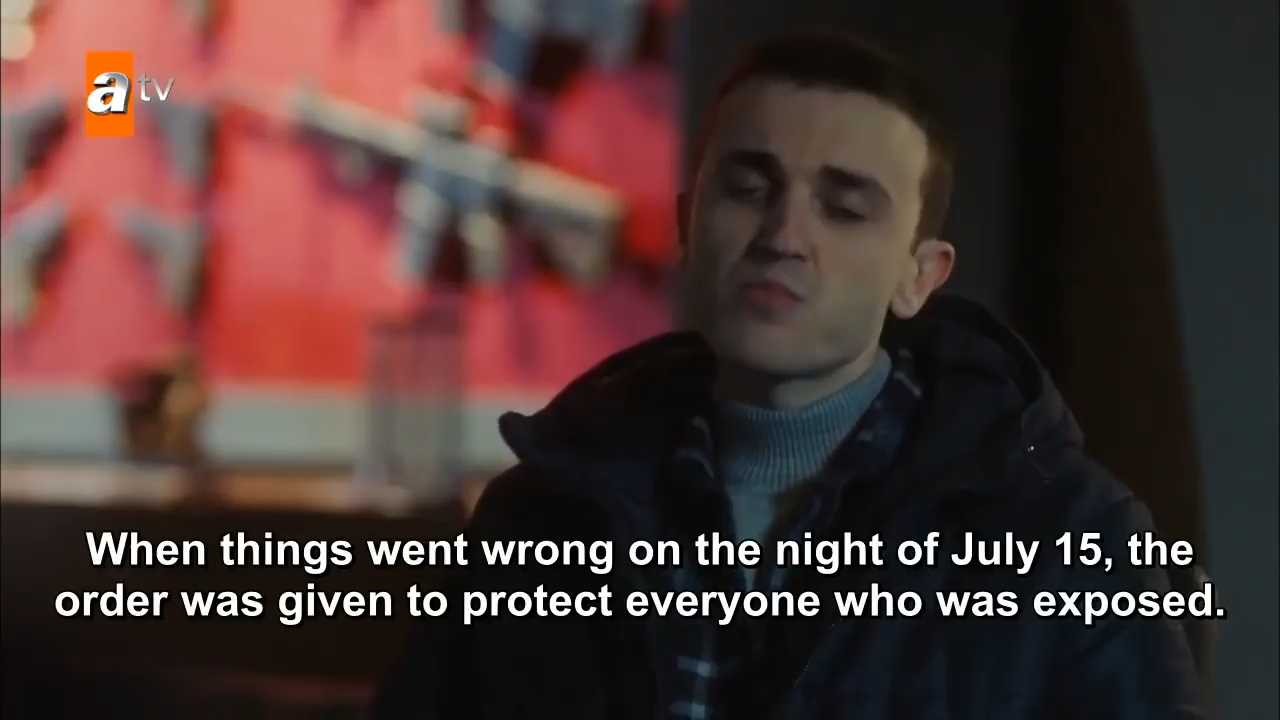 atv
When things went wrong on the night of July 15, the
order was given to protect everyone who was exposed.